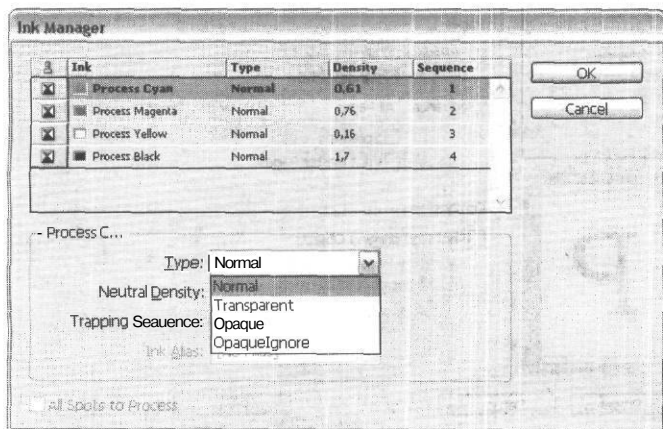 Ink Manager
Ink Type Density Sequence
Process Cyan Normal 0,61 1
Process Magenta Normal 0,76 2
Process Yellow Normal 0,16 3
Process Black Normal 1,7 4
OK
Cancel
- Process C...
Type: Normal
Normal
Neutral Density:
Transparent
Trapping Seauence: Opaque
OpaqueIgnore
Ink Alias:
All Spots to Process